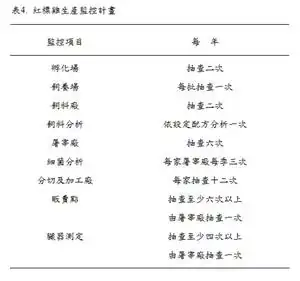 表4. 紅標雞生產監控計畫
監控項目 每 年
孵化場 抽查二次
飼養場 每批抽查一次
飼料廠 抽查二次
飼料分析 依設定配方分析一次
屠宰廠 抽查六次
細菌分析 每家屠宰廠每季三次
分切及加工廠 每家抽查十二次
販賣點 抽查至少六次以上
由屠宰廠抽查一次
臟器測定 抽查至少四次以上
由屠宰廠抽查一次